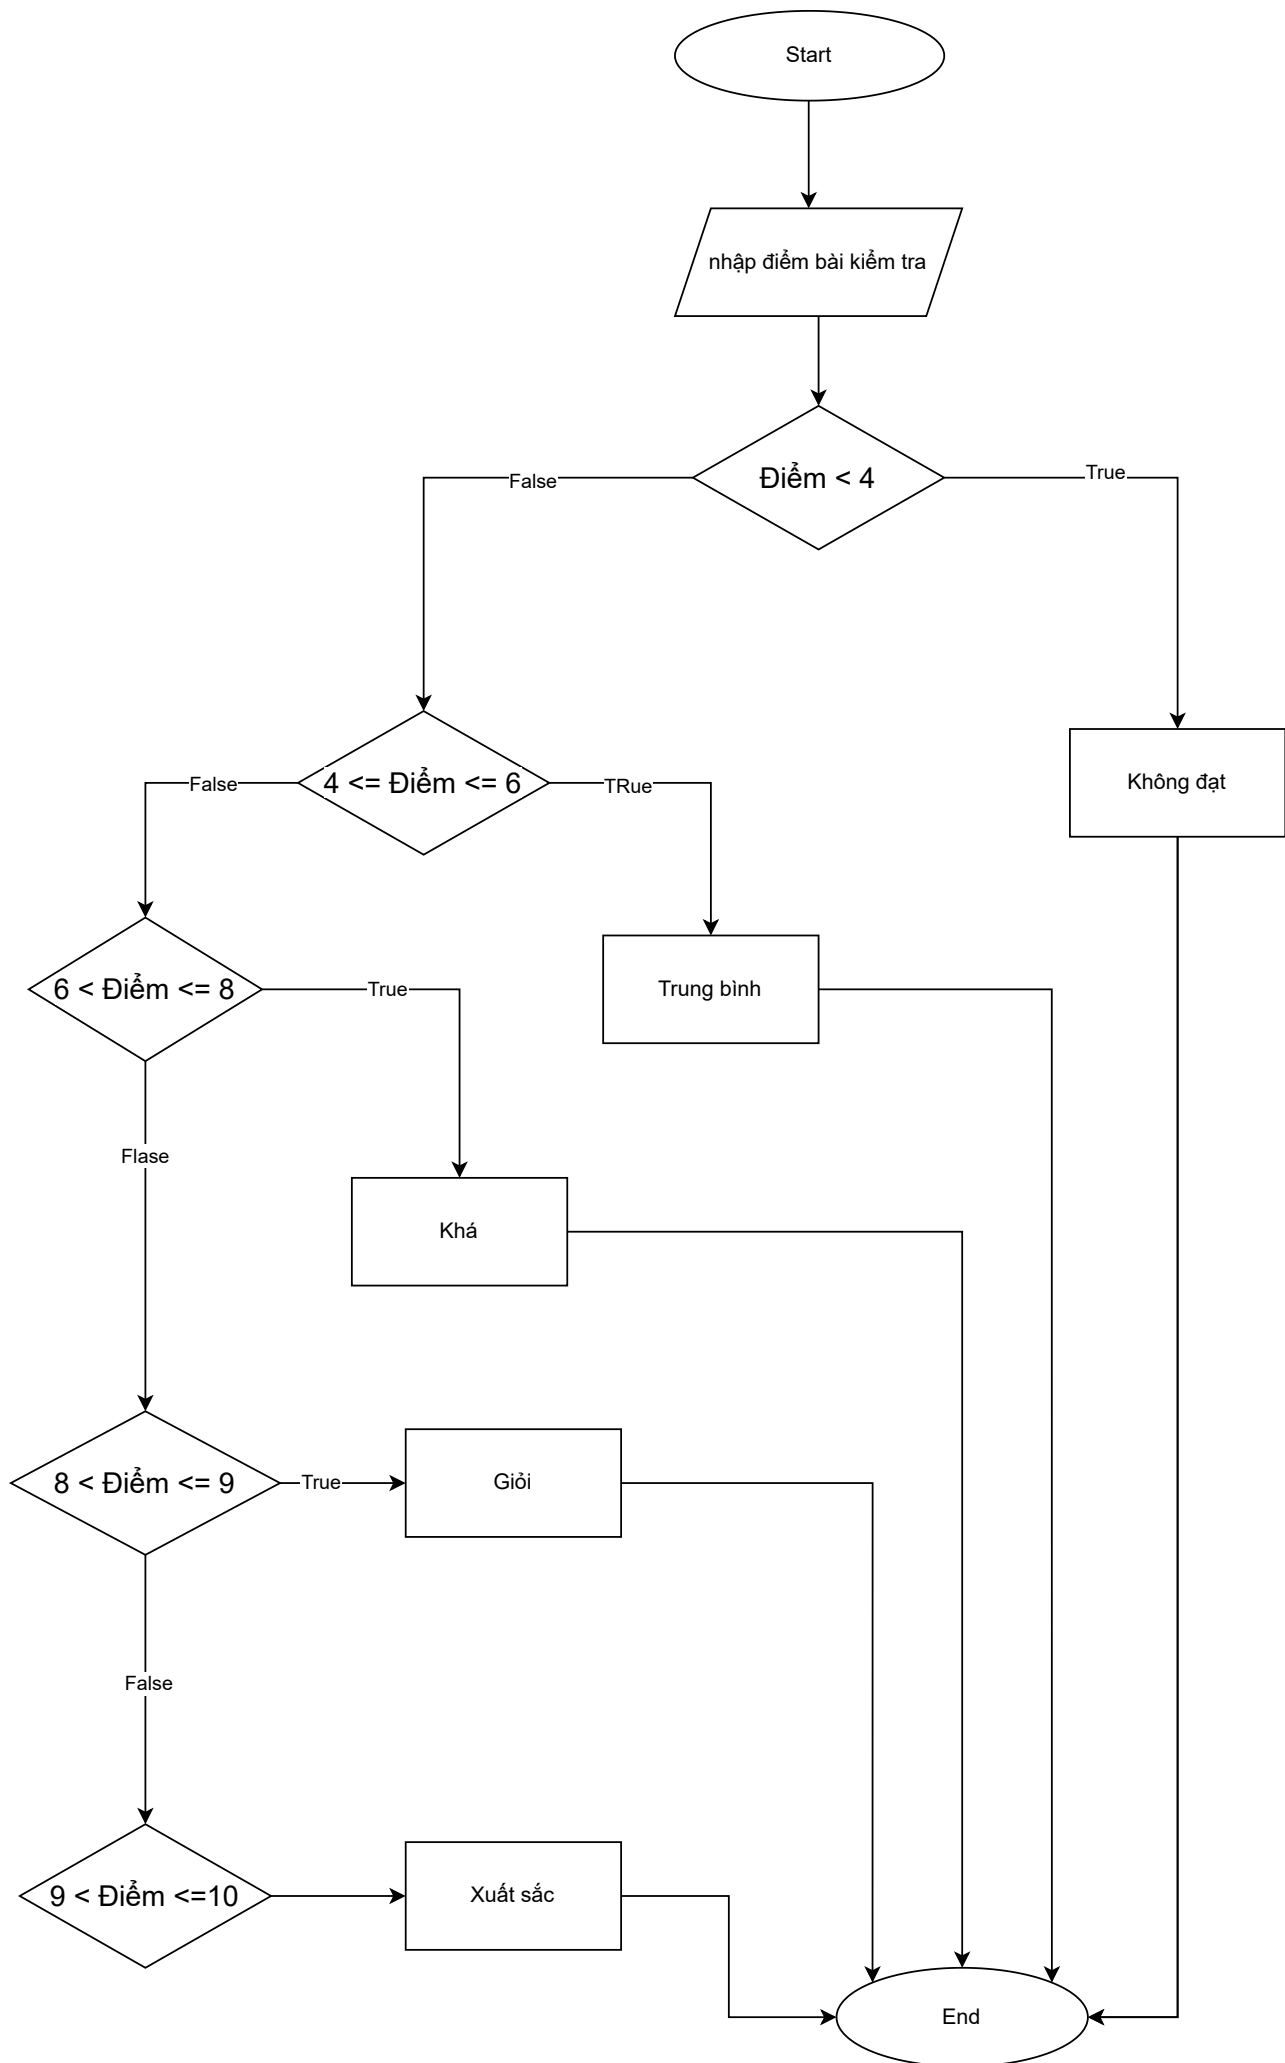 Start
nhập điểm bài kiểm tra
Điểm < 4
False
True
4 <= Điểm <= 6
False
TRue
Không đạt
6 < Điểm <= 8
True
Trung bình
Flase
Khá
8 < Điểm <= 9
True
Giỏi
False
9 < Điểm <=10
Xuất sắc
End